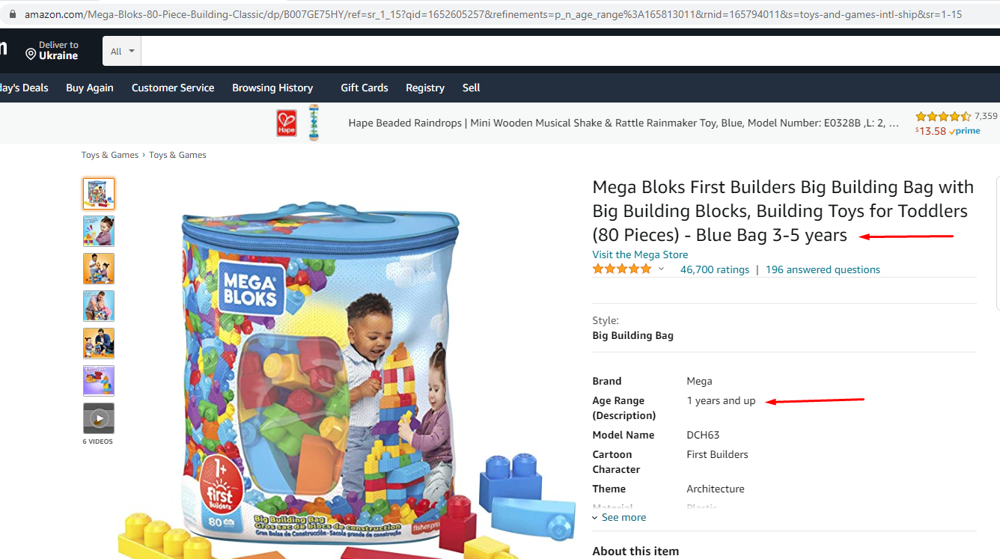 amazon.com/Mega-Bloks-80-Piece-Building-Classic/dp/B007GE75HY/ref=sr_1_15?qid=1652605257&refinements=p_n_age_range%3A165813011&rnid=165794011&s=toys-and-games-intl-ship&sr=1-15
Deliver to
Ukraine
All
day's Deals Buy Again Customer Service Browsing History Gift Cards Registry Sell
Hape
Hape Beaded Raindrops | Mini Wooden Musical Shake & Rattle Rainmaker Toy, Blue, Model Number: E0328B ,L: 2, ...
7,359
$13.58 prime
Toys & Games › Toys & Games
6 VIDEOS
MEGA
BLOKS
1+
first
Builders
80
Big Building Bag
Gros sac de blocs de construction
Gran Bolsa de Construcción - Sacola grande de construção
fisher-price
Mega Bloks First Builders Big Building Bag with
Big Building Blocks, Building Toys for Toddlers
(80 Pieces) - Blue Bag 3-5 years
Visit the Mega Store
46,700 ratings | 196 answered questions
Style:
Big Building Bag
Brand Mega
Age Range 1 years and up
(Description)
Model Name DCH63
Cartoon First Builders
Character
Theme Architecture
Material Plastic
See more
About this item